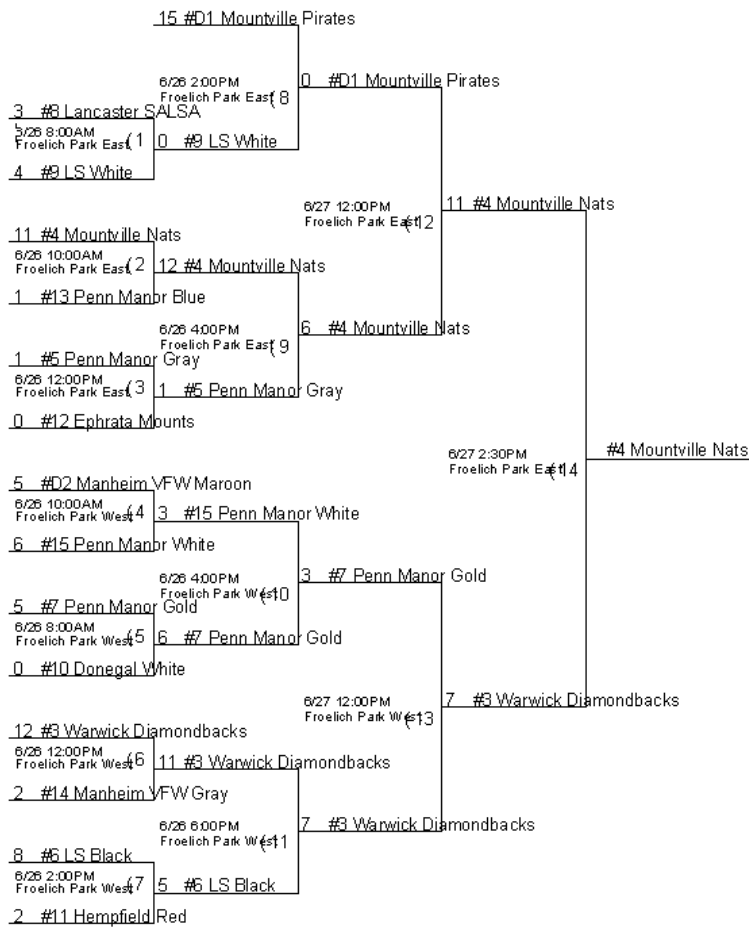 15 #D1 Mountville Pirates
6/26 2:00PM
Froelich Park East (8
0 #D1 Mountville Pirates
3 #8 Lancaster SALSA
8:00AM
Froelich Park East (1
0 #9 LS White
4 #9 LS White
6/27 12:00PM
Froelich Park East (12
11 #4 Mountville Nats
11 #4 Mountville Nats
6/26 10:00AM
Froelich Park East (2
12 #4 Mountville Nats
1 #13 Penn Manor Blue
6/26 4:00PM
Froelich Park East (9
6 #4 Mountville Nats
1 #5 Penn Manor Gray
6/26 12:00PM
Froelich Park East (3
1 #5 Penn Manor Gray
0 #12 Ephrata Mounts
6/27 2:30PM
Froelich Park East (14
#4 Mountville Nats
5 #D2 Manheim VFW Maroon
6/26 10:00AM
Froelich Park West (4
3 #15 Penn Manor White
6 #15 Penn Manor White
6/26 4:00PM
Froelich Park West (10
3 #7 Penn Manor Gold
5 #7 Penn Manor Gold
6/26 8:00AM
Froelich Park West (5
6 #7 Penn Manor Gold
0 #10 Donegal White
6/27 12:00PM
Froelich Park West (13
7 #3 Warwick Diamondbacks
12 #3 Warwick Diamondbacks
6/26 12:00PM
Froelich Park West (6
11 #3 Warwick Diamondbacks
2 #14 Manheim VFW Gray
6/26 6:00PM
Froelich Park West (11
7 #3 Warwick Diamondbacks
8 #6 LS Black
6/26 2:00PM
Froelich Park West (7
5 #6 LS Black
2 #11 Hempfield Red